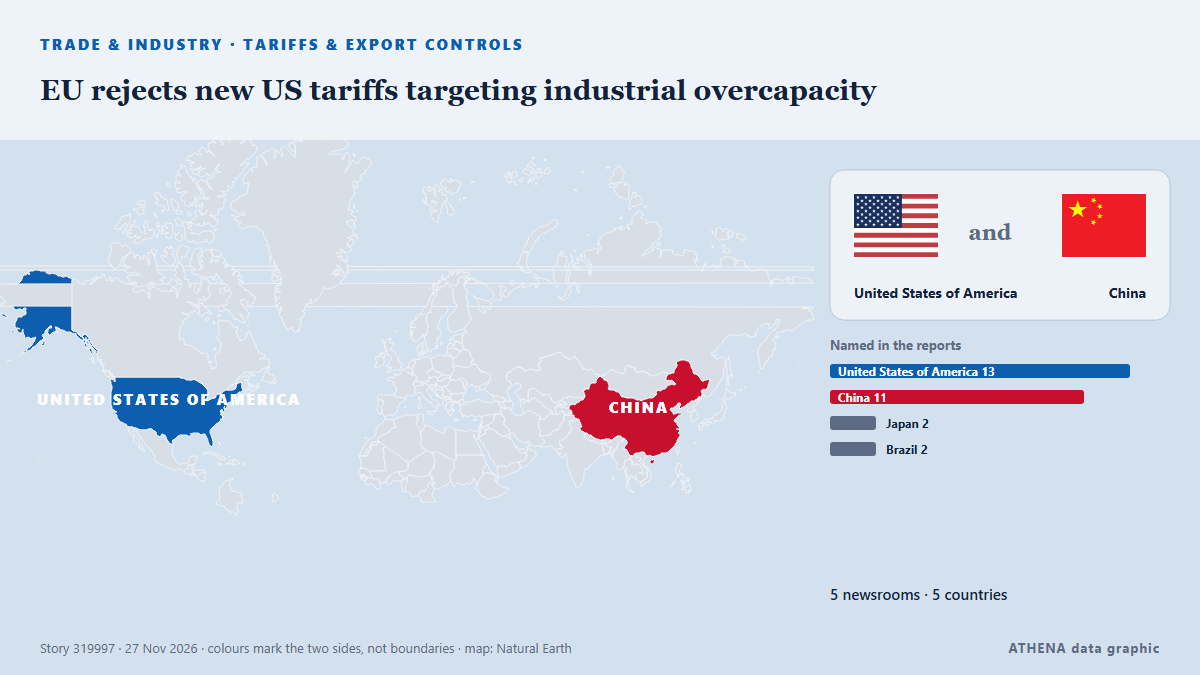 TRADE & INDUSTRY · TARIFFS & EXPORT CONTROLS
EU rejects new US tariffs targeting industrial overcapacity
and
United States of America
China
Named in the reports
United States of America 13
China 11
Japan 2
Brazil 2
UNITED STATES OF AMERICA
CHINA
5 newsrooms · 5 countries
Story 319997 · 27 Nov 2026 · colours mark the two sides, not boundaries · map: Natural Earth
ATHENA data graphic